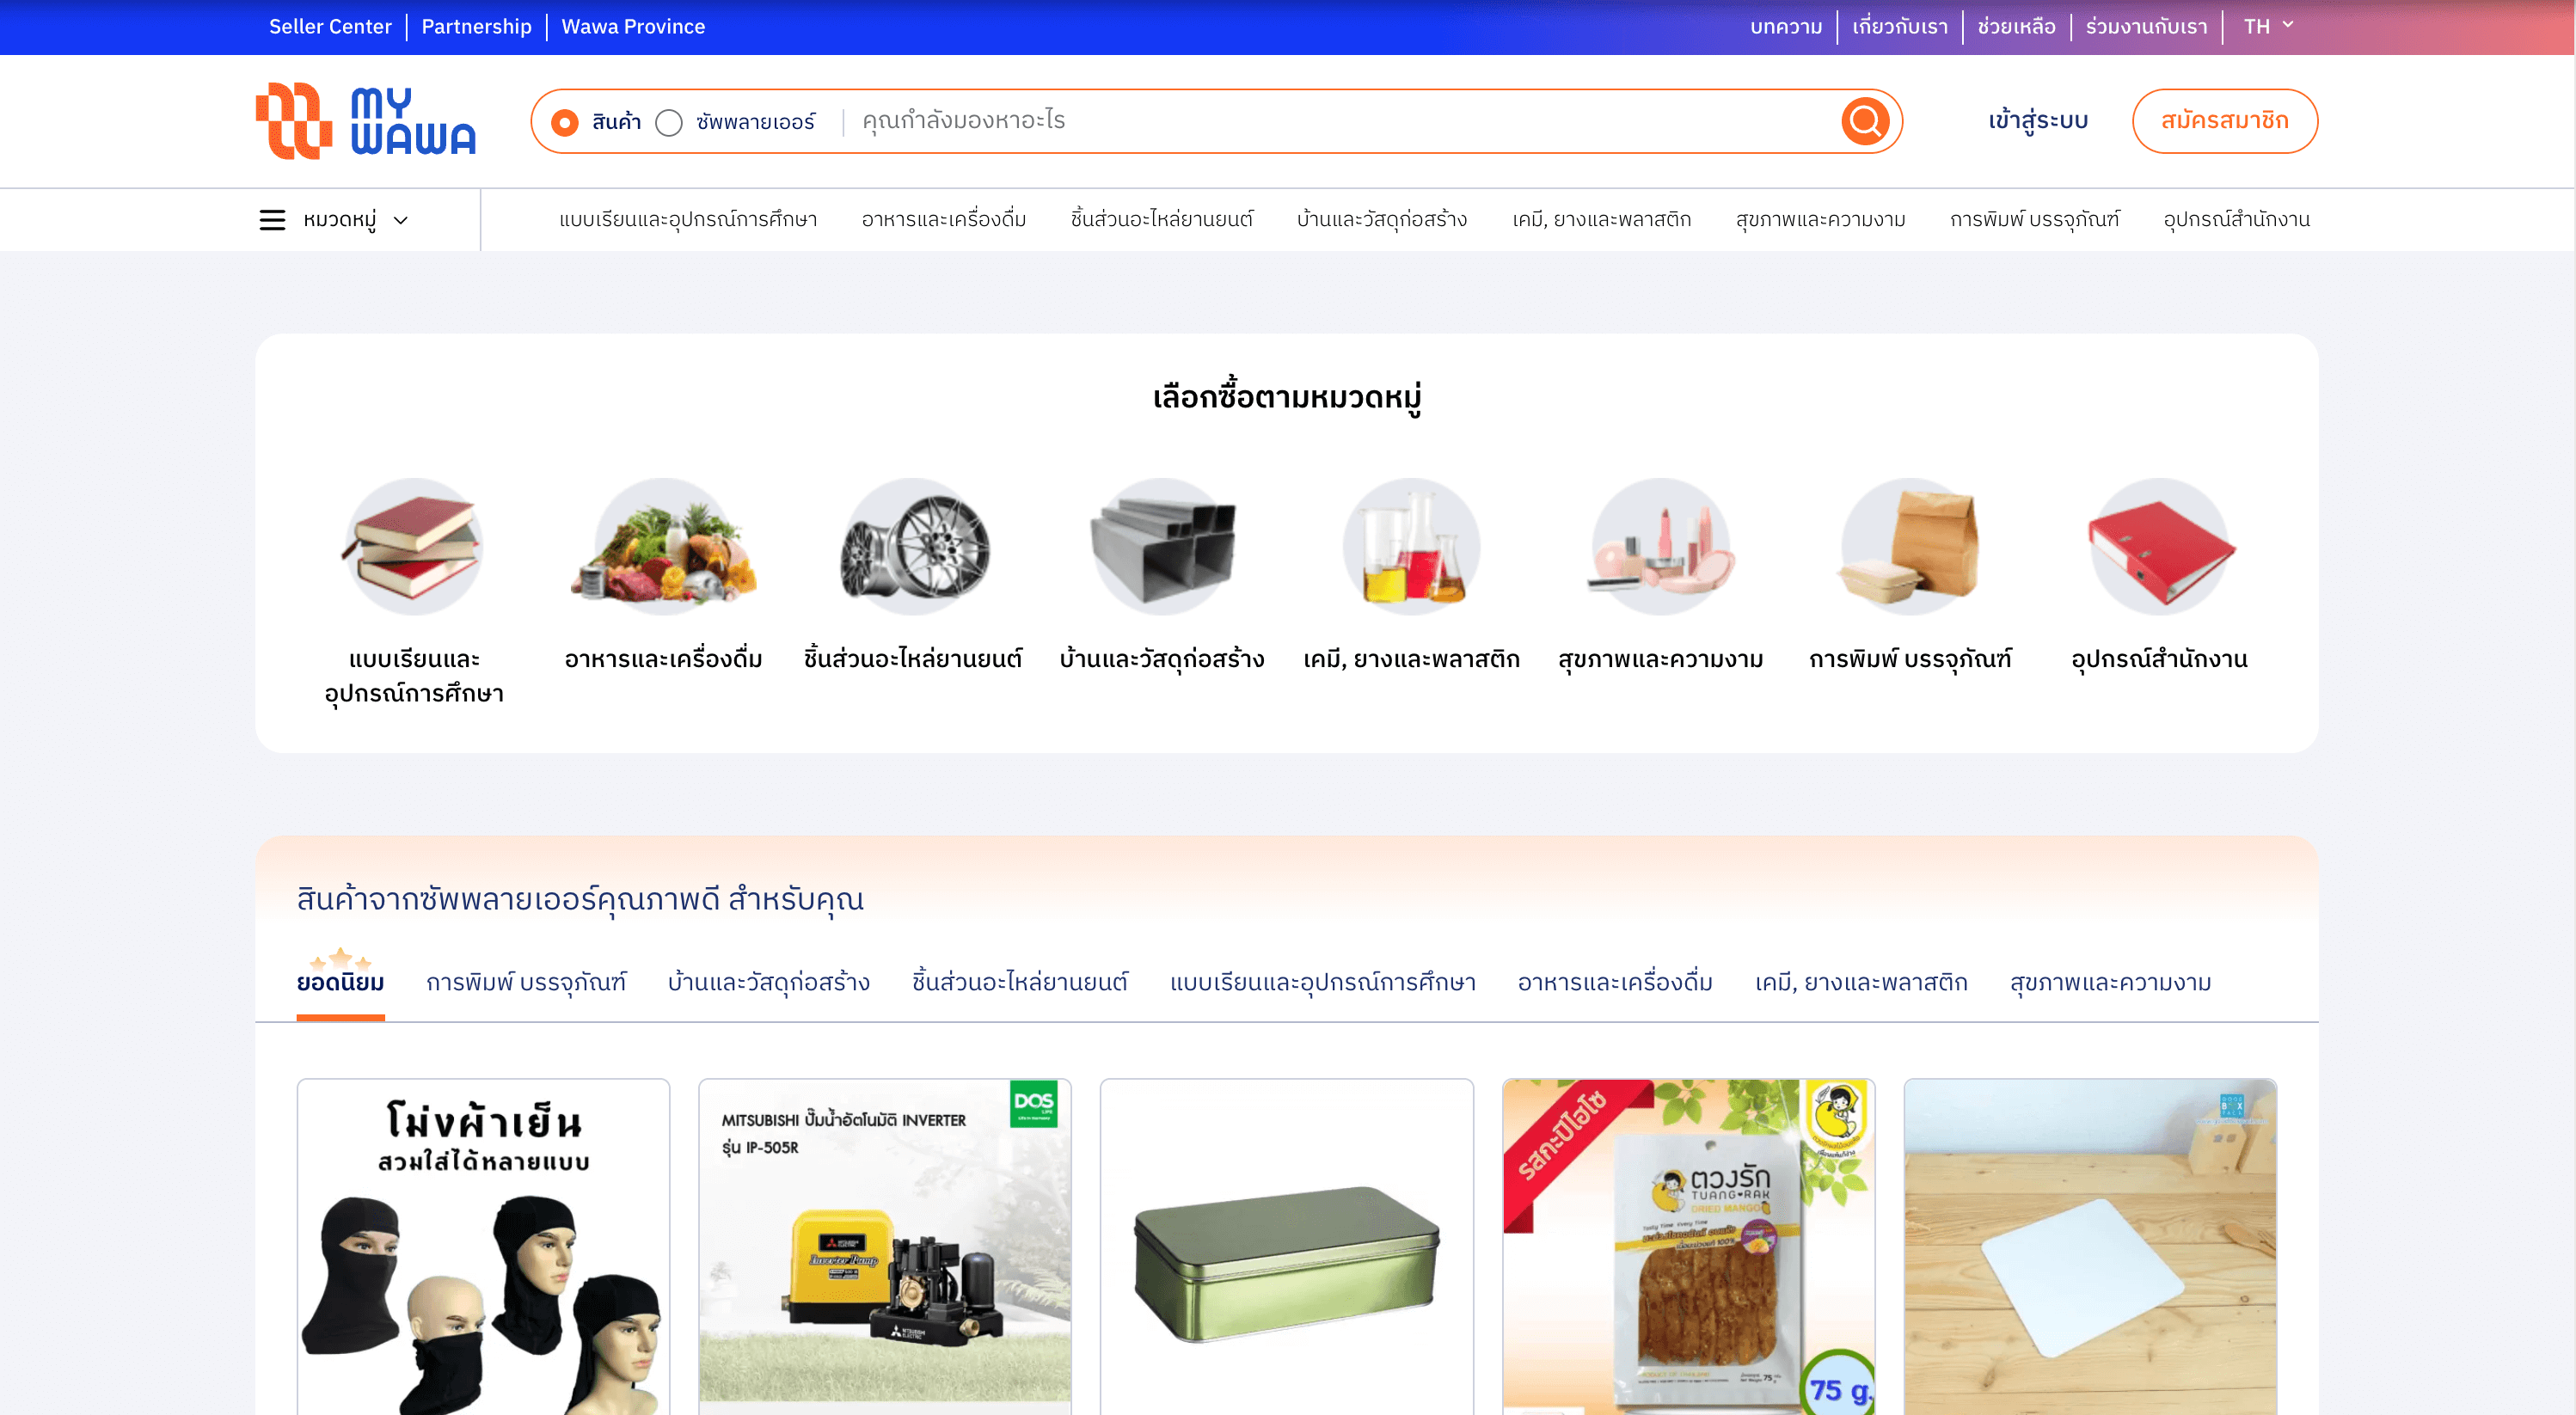 Seller Center
Partnership
Wawa Province
บทความ
เกี่ยวกับเรา
ช่วยเหลือ
ร่วมงานกับเรา
TH
MY
WAWA
สินค้า
ซัพพลายเออร์
คุณกำลังมองหาอะไร
เข้าสู่ระบบ
สมัครสมาชิก
หมวดหมู่
แบบเรียนและอุปกรณ์การศึกษา
อาหารและเครื่องดื่ม
ชิ้นส่วนอะไหล่ยานยนต์
บ้านและวัสดุก่อสร้าง
เคมี, ยางและพลาสติก
สุขภาพและความงาม
การพิมพ์ บรรจุภัณฑ์
อุปกรณ์สำนักงาน
เลือกซื้อตามหมวดหมู่
แบบเรียนและ
อุปกรณ์การศึกษา
อาหารและเครื่องดื่ม
ชิ้นส่วนอะไหล่ยานยนต์
บ้านและวัสดุก่อสร้าง
เคมี, ยางและพลาสติก
สุขภาพและความงาม
การพิมพ์ บรรจุภัณฑ์
อุปกรณ์สำนักงาน
สินค้าจากซัพพลายเออร์คุณภาพดี สำหรับคุณ
ยอดนิยม
การพิมพ์ บรรจุภัณฑ์
บ้านและวัสดุก่อสร้าง
ชิ้นส่วนอะไหล่ยานยนต์
แบบเรียนและอุปกรณ์การศึกษา
อาหารและเครื่องดื่ม
เคมี, ยางและพลาสติก
สุขภาพและความงาม
โม่งผ้าเย็น
สวมใส่ได้หลายแบบ
DOS
LIFE
MITSUBISHI ปั๊มน้ำอัตโนมัติ INVERTER
รุ่น IP-505R
Inverter Pump
MITSUBISHI
ELECTRIC
รสกะปิไฮโซ
ตวงรัก
TUANG RAK
DRIED MANGO
75 g.